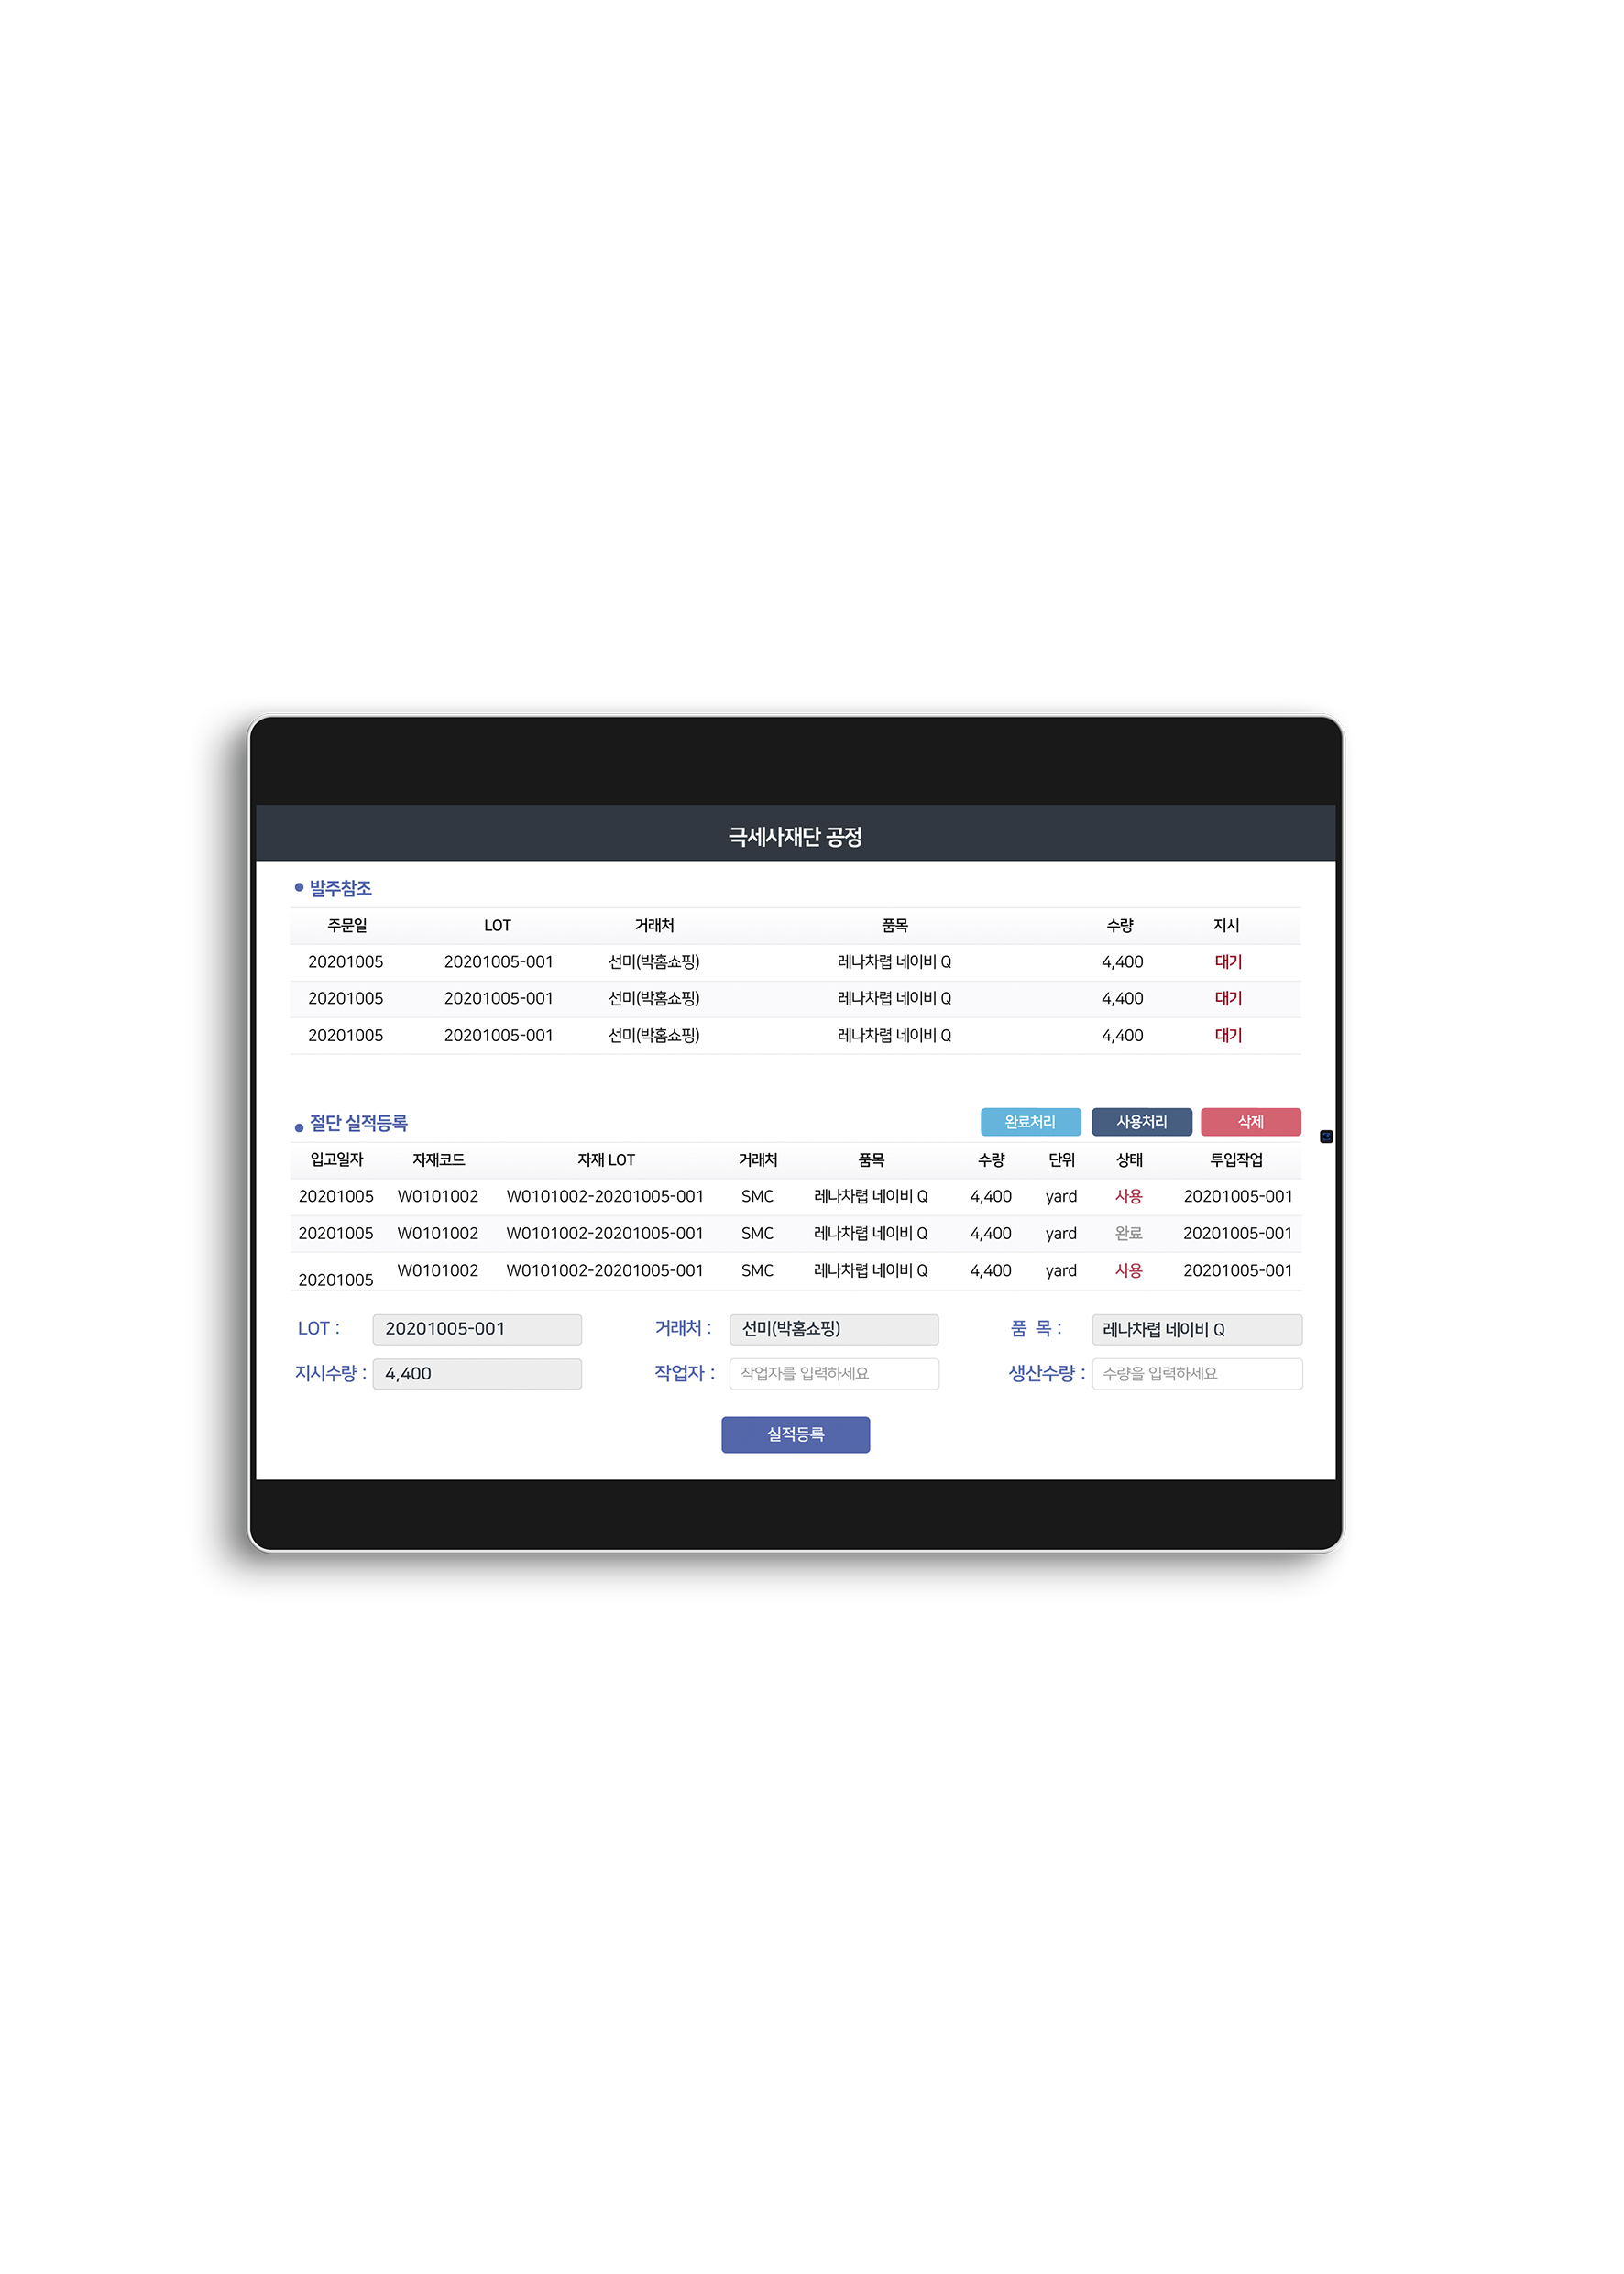 극세사재단 공정
발주참조
주문일 LOT 거래처 품목 수량 지시
20201005 20201005-001 선미(박홈쇼핑) 레나차렵 네이비 Q 4,400 대기
20201005 20201005-001 선미(박홈쇼핑) 레나차렵 네이비 Q 4,400 대기
20201005 20201005-001 선미(박홈쇼핑) 레나차렵 네이비 Q 4,400 대기
절단 실적등록 완료처리 사용처리 삭제
입고일자 자재코드 자재 LOT 거래처 품목 수량 단위 상태 투입작업
20201005 W0101002 W0101002-20201005-001 SMC 레나차렵 네이비 Q 4,400 yard 사용 20201005-001
20201005 W0101002 W0101002-20201005-001 SMC 레나차렵 네이비 Q 4,400 yard 완료 20201005-001
20201005 W0101002 W0101002-20201005-001 SMC 레나차렵 네이비 Q 4,400 yard 사용 20201005-001
LOT : 20201005-001 거래처 : 선미(박홈쇼핑) 품 목 : 레나차렵 네이비 Q
지시수량 : 4,400 작업자 : 작업자를 입력하세요 생산수량 : 수량을 입력하세요
실적등록